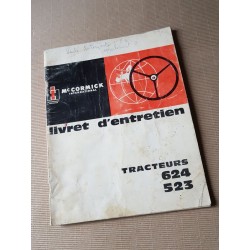 McCORMICK
INTERNATIONAL
livret d'entretien
TRACTEURS
624
523